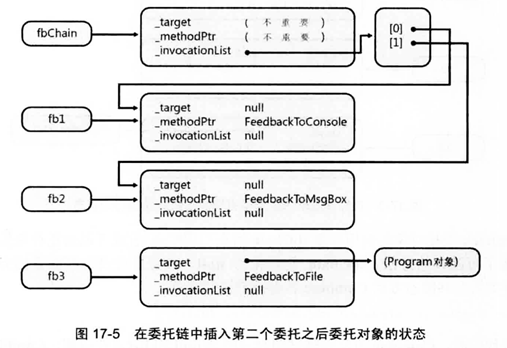 fbChain
_target ( 不 重 要 )
_methodPtr ( 不 重 要 )
_invocationList
[0]
[1]
fb1
_target null
_methodPtr FeedbackToConsole
_invocationList null
fb2
_target null
_methodPtr FeedbackToMsgBox
_invocationList null
fb3
_target
_methodPtr FeedbackToFile
_invocationList null
(Program对象)
图 17-5 在委托链中插入第二个委托之后委托对象的状态